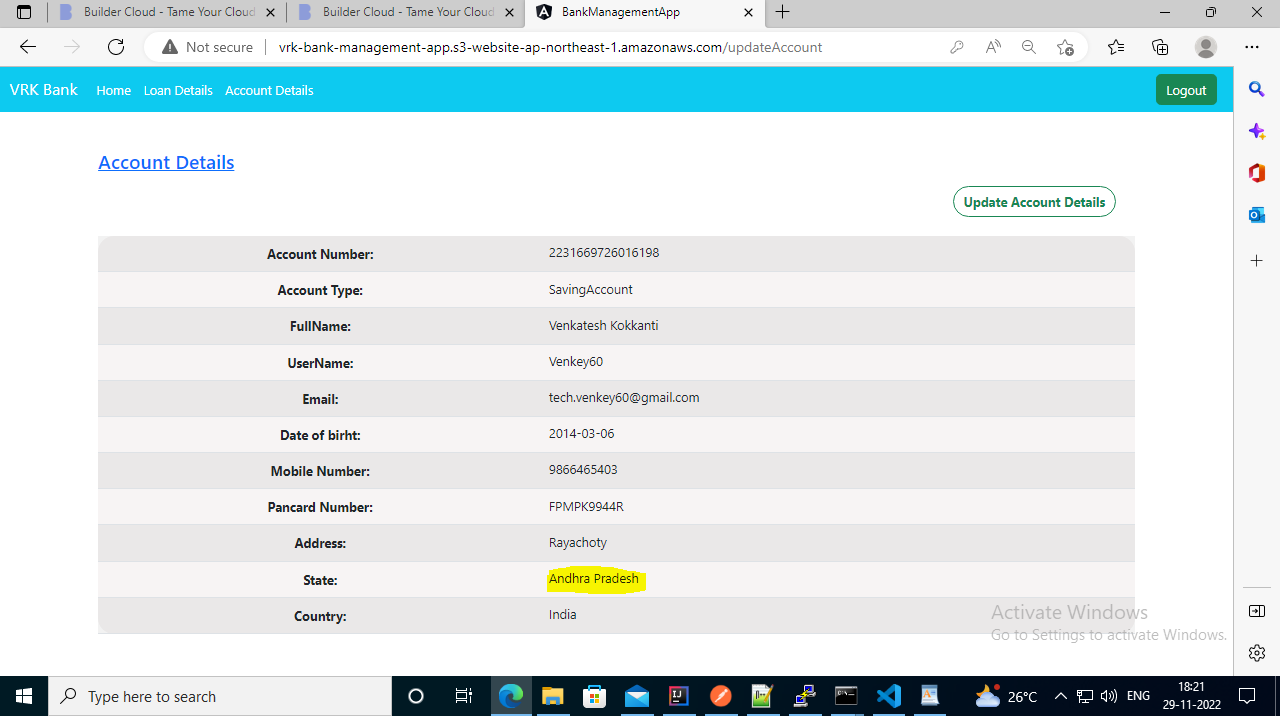 Builder Cloud - Tame Your Cloud
Builder Cloud - Tame Your Cloud
BankManagementApp
Not secure
vrk-bank-management-app.s3-website-ap-northeast-1.amazonaws.com/updateAccount
VRK Bank Home Loan Details Account Details Logout
Account Details
Update Account Details
Account Number: 2231669726016198
Account Type: SavingAccount
FullName: Venkatesh Kokkanti
UserName: Venkey60
Email: tech.venkey60@gmail.com
Date of birht: 2014-03-06
Mobile Number: 9866465403
Pancard Number: FPMPK9944R
Address: Rayachoty
State: Andhra Pradesh
Country: India
Activate Windows
Go to Settings to activate Windows.
Type here to search
26°C
ENG
18:21
29-11-2022